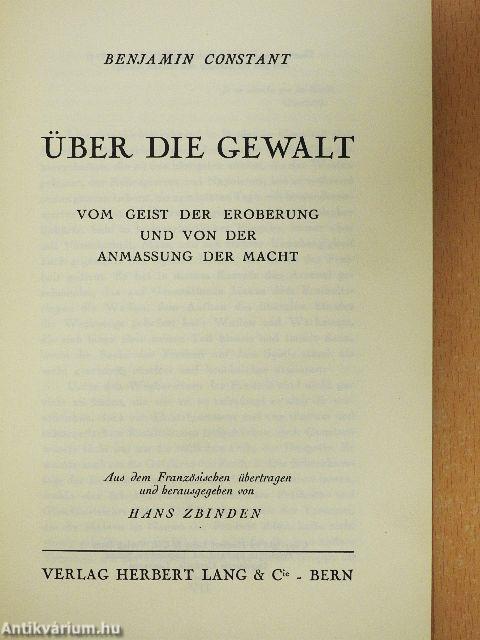 BENJAMIN CONSTANT
ÜBER DIE GEWALT
VOM GEIST DER EROBERUNG
UND VON DER
ANMASSUNG DER MACHT
Aus dem Französischen übertragen
und herausgegeben von
HANS ZBINDEN
VERLAG HERBERT LANG & Cie - BERN
Antikvárium.hu